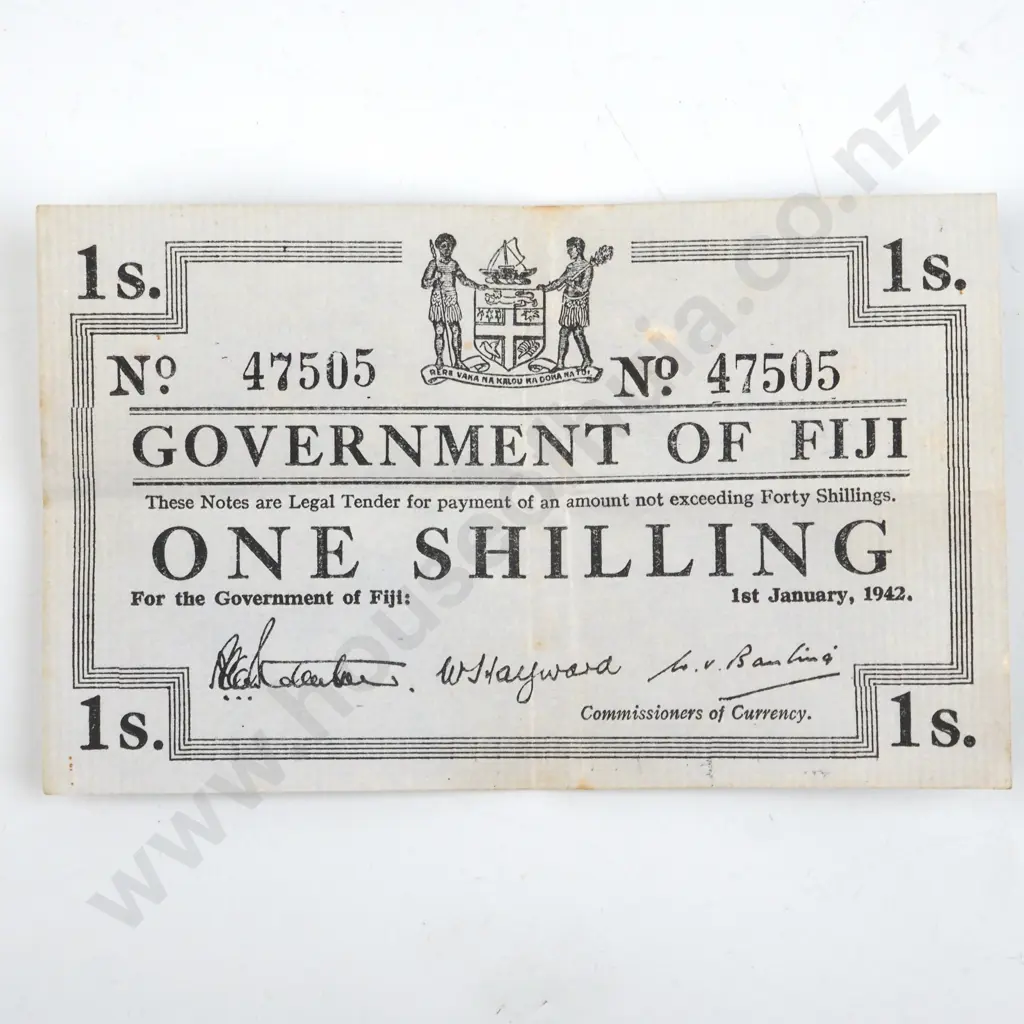 1s. 1s.
RERE VAKA NA KALOU KA DOKA NA TUI.
No. 47505 No. 47505
GOVERNMENT OF FIJI
These Notes are Legal Tender for payment of an amount not exceeding Forty Shillings.
ONE SHILLING
For the Government of Fiji: 1st January, 1942.
W Hayward
Commissioners of Currency.
1s. 1s.